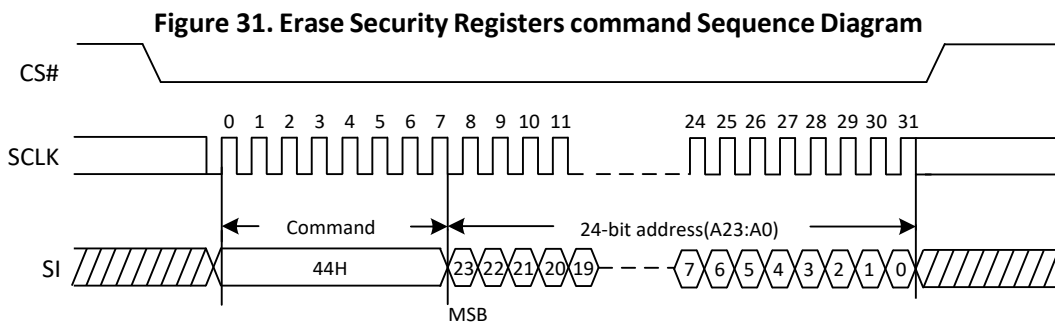 Figure 31. Erase Security Registers command Sequence Diagram
CS#
0 1 2 3 4 5 6 7 8 9 10 11 24 25 26 27 28 29 30 31
SCLK
Command 24-bit address(A23:A0)
SI 44H 23 22 21 20 19 7 6 5 4 3 2 1 0
MSB